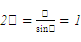 2□ = □/sin□ = 1